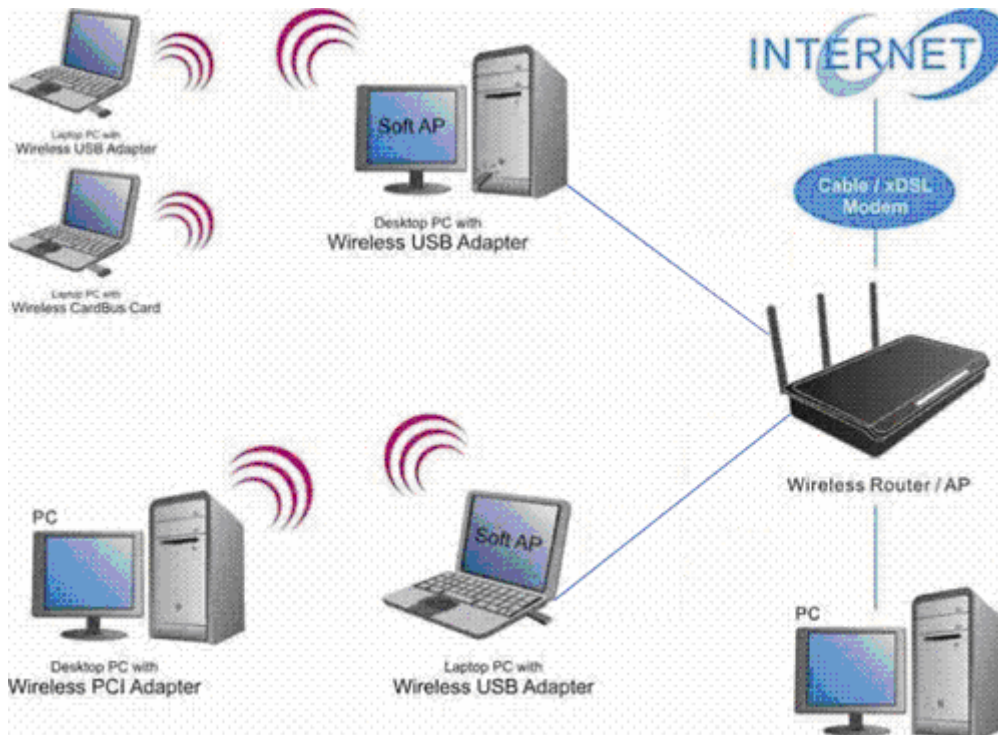 INTERNET
Soft AP
Laptop PC with
Wireless USB Adapter
Cable / xDSL
Modem
Desktop PC with
Wireless USB Adapter
Laptop PC with
Wireless CardBus Card
Wireless Router / AP
PC
Soft AP
PC
Desktop PC with
Wireless PCI Adapter
Laptop PC with
Wireless USB Adapter